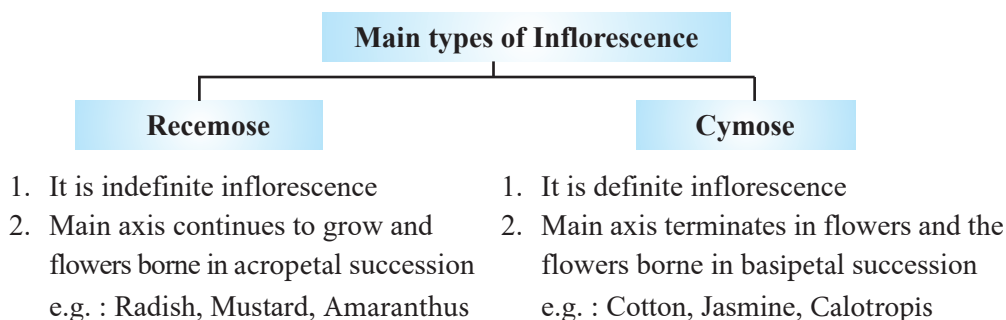 Main types of Inflorescence
Recemose
1. It is indefinite inflorescence
2. Main axis continues to grow and
flowers borne in acropetal succession
e.g. : Radish, Mustard, Amaranthus
Cymose
1. It is definite inflorescence
2. Main axis terminates in flowers and the
flowers borne in basipetal succession
e.g. : Cotton, Jasmine, Calotropis